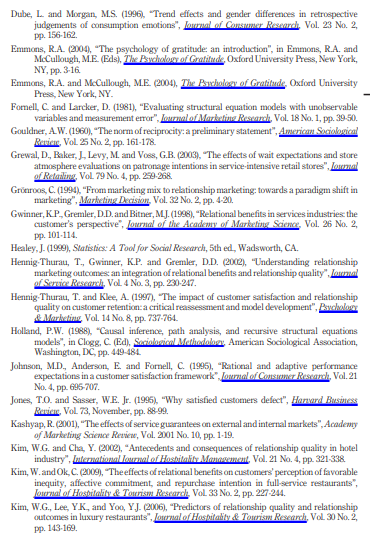 Dube, L. and Morgan, M.S. (1996), “Trend effects and gender differences in retrospective
judgements of consumption emotions”, Journal of Consumer Research, Vol. 23 No. 2,
pp. 156-162.
Emmons, R.A. (2004), “The psychology of gratitude: an introduction”, in Emmons, R.A. and
McCullough, M.E. (Eds), The Psychology of Gratitude, Oxford University Press, New York,
NY, pp. 3-16.
Emmons, R.A. and McCullough, M.E. (2004), The Psychology of Gratitude, Oxford University
Press, New York, NY.
Fornell, C. and Larcker, D. (1981), “Evaluating structural equation models with unobservable
variables and measurement error”, Journal of Marketing Research, Vol. 18 No. 1, pp. 39-50.
Gouldner, A.W. (1960), “The norm of reciprocity: a preliminary statement”, American Sociological
Review, Vol. 25 No. 2, pp. 161-178.
Grewal, D., Baker, J., Levy, M. and Voss, G.B. (2003), “The effects of wait expectations and store
atmosphere evaluations on patronage intentions in service-intensive retail stores”, Journal
of Retailing, Vol. 79 No. 4, pp. 259-268.
Grönroos, C. (1994), “From marketing mix to relationship marketing: towards a paradigm shift in
marketing”, Marketing Decision, Vol. 32 No. 2, pp. 4-20.
Gwinner, K.P., Gremler, D.D. and Bitner, M.J. (1998), “Relational benefits in services industries: the
customer’s perspective”, Journal of the Academy of Marketing Science, Vol. 26 No. 2,
pp. 101-114.
Healey, J. (1999), Statistics: A Tool for Social Research, 5th ed., Wadsworth, CA.
Hennig-Thurau, T., Gwinner, K.P. and Gremler, D.D. (2002), “Understanding relationship
marketing outcomes: an integration of relational benefits and relationship quality”, Journal
of Service Research, Vol. 4 No. 3, pp. 230-247.
Hennig-Thurau, T. and Klee, A. (1997), “The impact of customer satisfaction and relationship
quality on customer retention: a critical reassessment and model development”, Psychology
& Marketing, Vol. 14 No. 8, pp. 737-764.
Holland, P.W. (1988), “Causal inference, path analysis, and recursive structural equations
models”, in Clogg, C. (Ed) Sociological Methodology, American Sociological Association,
Washington, DC, pp. 449-484.
Johnson, M.D., Anderson, E. and Fornell, C. (1995), “Rational and adaptive performance
expectations in a customer satisfaction framework”, Journal of Consumer Research, Vol. 21
No. 4, pp. 695-707.
Jones, T.O. and Sasser, W.E. Jr. (1995), “Why satisfied customers defect”, Harvard Business
Review, Vol. 73, November, pp. 88-99.
Kashyap, R. (2001), “The effects of service guarantees on external and internal markets”, Academy
of Marketing Science Review, Vol. 2001 No. 10, pp. 1-19.
Kim, W.G. and Cha, Y. (2002), “Antecedents and consequences of relationship quality in hotel
industry”, International Journal of Hospitality Management, Vol. 21 No. 4, pp. 321-338.
Kim, W. and Ok, C. (2009), “The effects of relational benefits on customers’ perception of favorable
inequity, affective commitment, and repurchase intention in full-service restaurants”,
Journal of Hospitality & Tourism Research, Vol. 33 No. 2, pp. 227-244.
Kim, W.G., Lee, Y.K., and Yoo, Y.J. (2006), “Predictors of relationship quality and relationship
outcomes in luxury restaurants”, Journal of Hospitality & Tourism Research, Vol. 30 No. 2,
pp. 143-169.